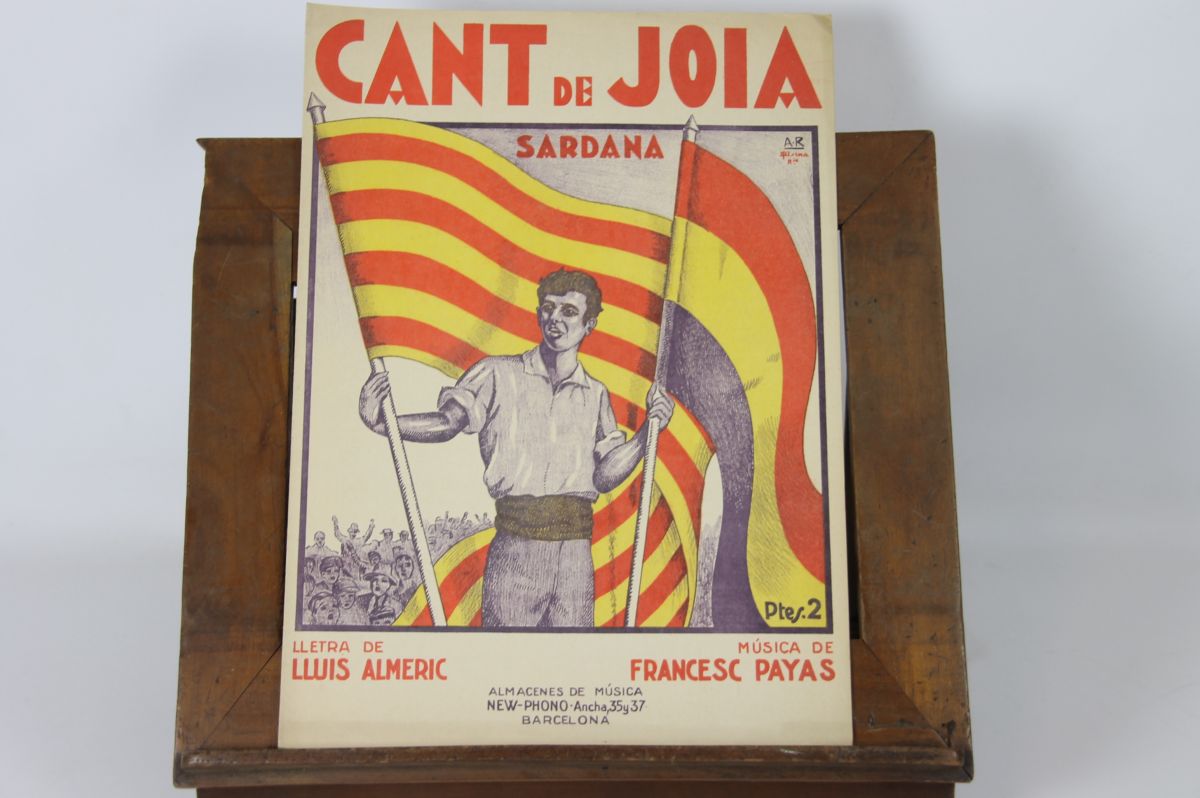 CANT DE JOIA
SARDANA
A-R
Ptes. 2
LLETRA DE
LLUIS ALMERIC
MÚSICA DE
FRANCESC PAYAS
ALMACENES DE MÚSICA
NEW-PHONO-Ancha, 35 y 37
BARCELONA